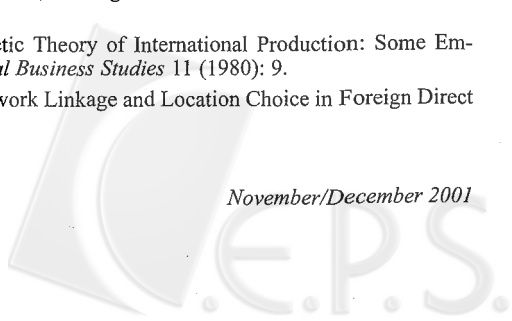 etic Theory of International Production: Some Em-
al Business Studies 11 (1980): 9.
work Linkage and Location Choice in Foreign Direct
November/December 2001
C.E.P.S.